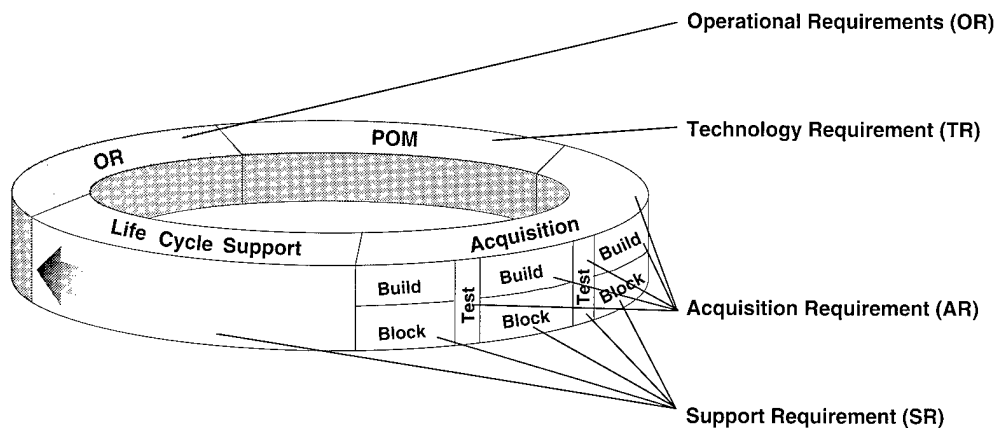 Operational Requirements (OR)
POM
Technology Requirement (TR)
OR
Life Cycle Support
Acquisition
Build
Test
Build
Test
Build
Block
Block
Block
Acquisition Requirement (AR)
Support Requirement (SR)